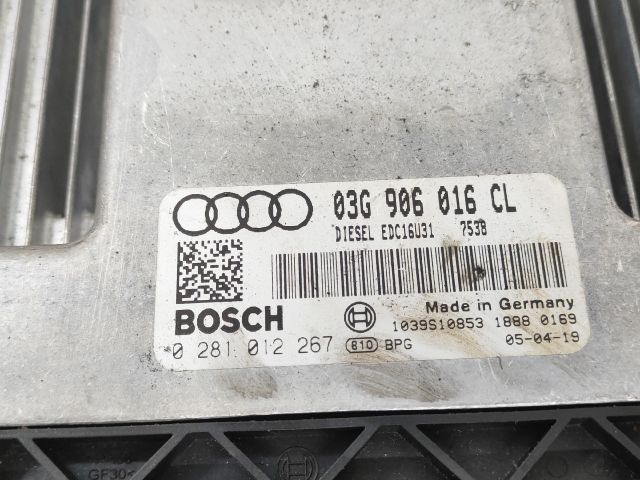 03G 906 016 CL
DIESEL EDC16U31 7538
BOSCH
Made in Germany
1039S10853 1888 0169
0 281 012 267 610 BPG 05-04-19
GF30<